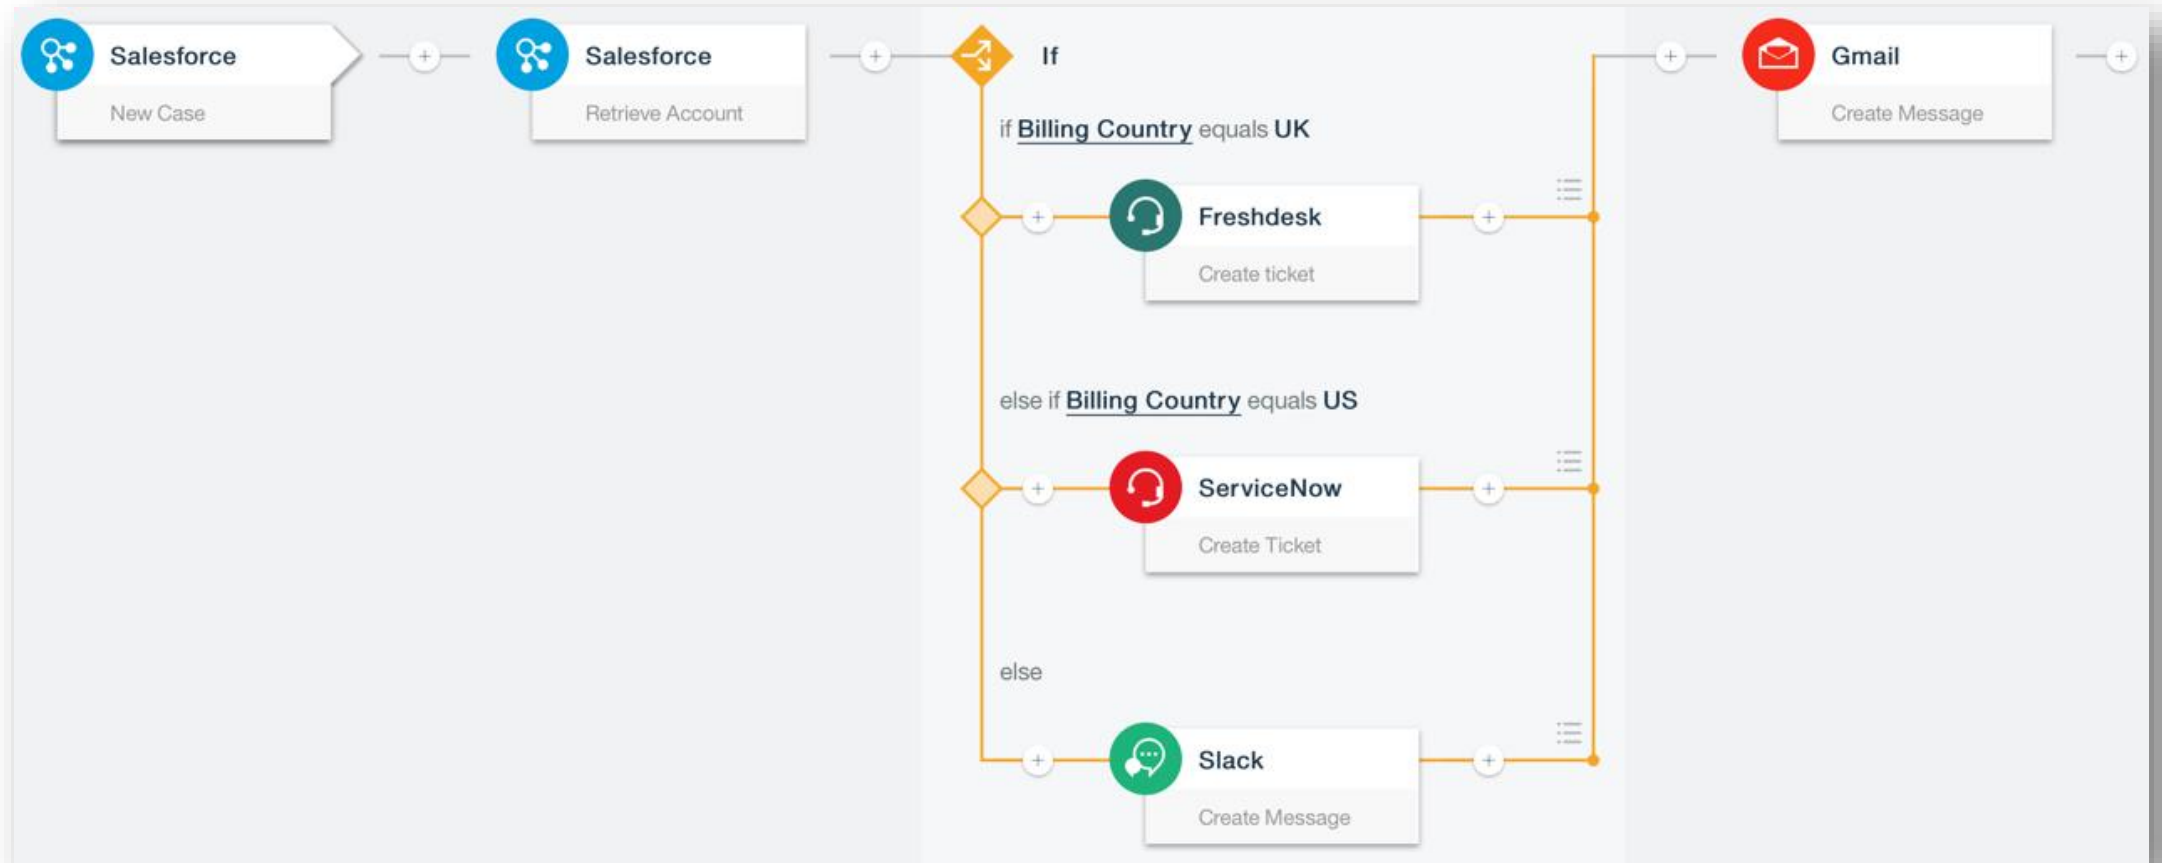 Salesforce
New Case
Salesforce
Retrieve Account
If
if Billing Country equals UK
Freshdesk
Create ticket
else if Billing Country equals US
ServiceNow
Create Ticket
else
Slack
Create Message
Gmail
Create Message